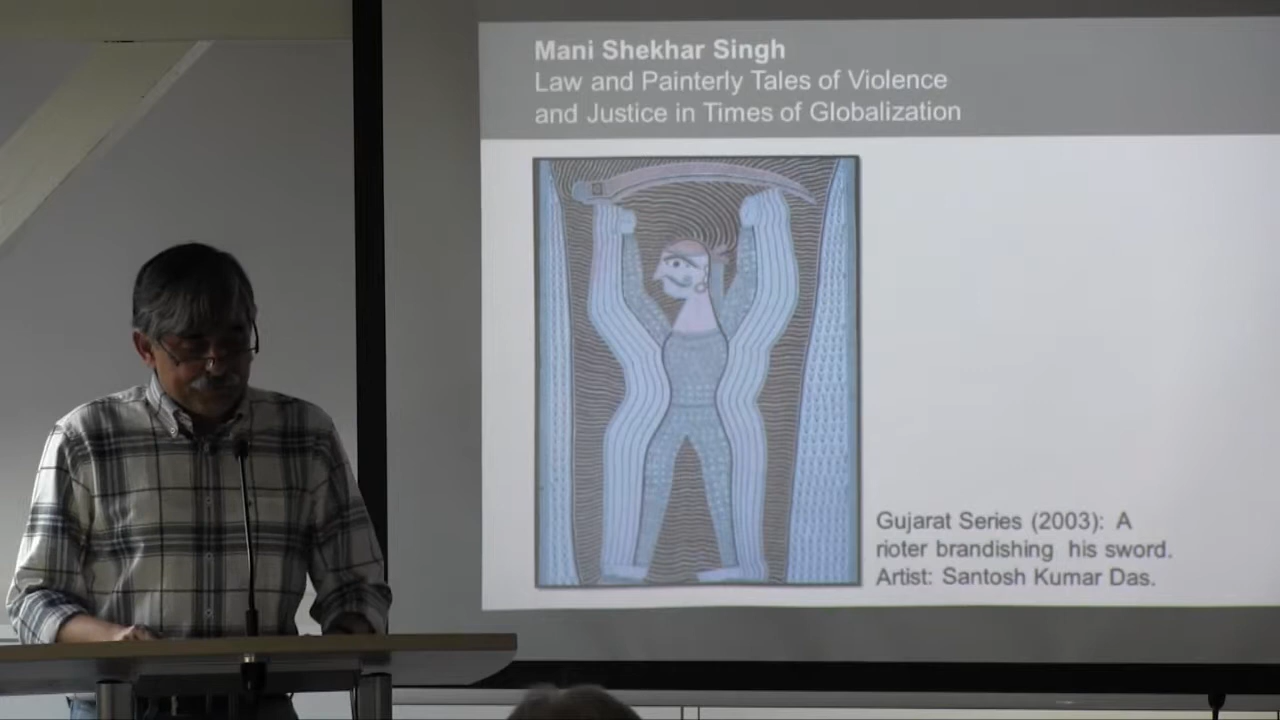 Mani Shekhar Singh
Law and Painterly Tales of Violence
and Justice in Times of Globalization
Gujarat Series (2003): A
rioter brandishing his sword.
Artist: Santosh Kumar Das.